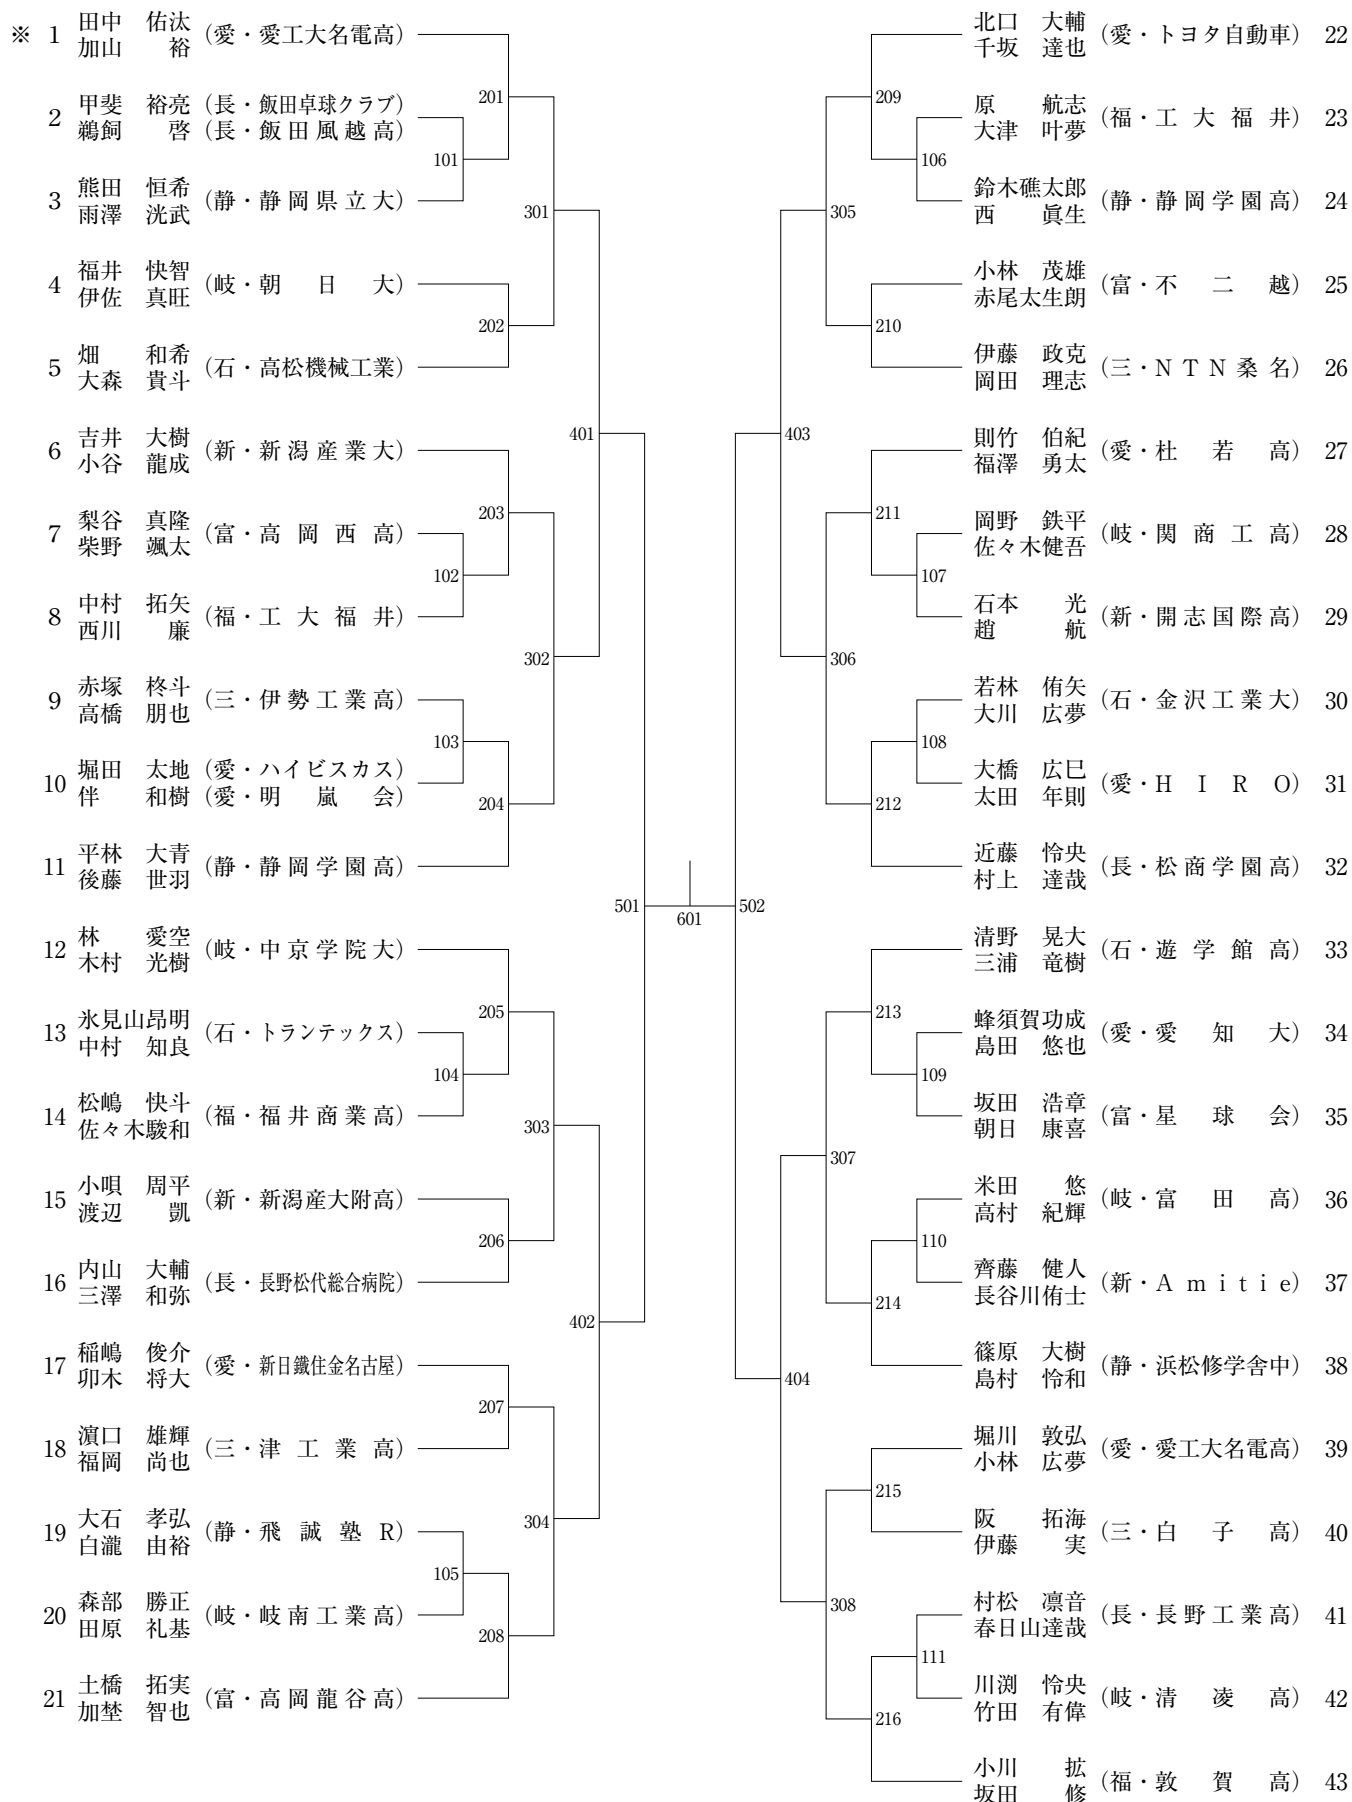 ※ 1 田中 佑汰 (愛・愛工大名電高)
加山 裕
2 甲斐 裕亮 (長・飯田卓球クラブ)
鵜飼 啓 (長・飯田風越高)
3 熊田 恒希 (静・静岡県立大)
雨澤 洸武
4 福井 快智 (岐・朝日大)
伊佐 真旺
5 畑 和希 (石・高松機械工業)
大森 貴斗
6 吉井 大樹 (新・新潟産業大)
小谷 龍成
7 梨谷 真隆 (富・高岡西高)
柴野 颯太
8 中村 拓矢 (福・工大福井)
西川 廉
9 赤塚 柊斗 (三・伊勢工業高)
高橋 朋也
10 堀田 太地 (愛・ハイビスカス)
伴 和樹 (愛・明嵐会)
11 平林 大青 (静・静岡学園高)
後藤 世羽
12 林 愛空 (岐・中京学院大)
木村 光樹
13 氷見山昂明 (石・トランテックス)
中村 知良
14 松嶋 快斗 (福・福井商業高)
佐々木駿和
15 小唄 周平 (新・新潟産大附高)
渡辺 凱
16 内山 大輔 (長・長野松代総合病院)
三澤 和弥
17 稲嶋 俊介 (愛・新日鐵住金名古屋)
卯木 将大
18 濵口 雄輝 (三・津工業高)
福岡 尚也
19 大石 孝弘 (静・飛誠塾R)
白瀧 由裕
20 森部 勝正 (岐・岐南工業高)
田原 礼基
21 土橋 拓実 (富・高岡龍谷高)
加埜 智也
101
102
103
104
105
201
202
203
204
205
206
207
208
301
302
303
304
401
402
501
601
502
403
404
305
306
307
308
209
210
211
212
213
214
215
216
106
107
108
109
110
111
北口 大輔 (愛・トヨタ自動車) 22
千坂 達也
原 航志 (福・工大福井) 23
大津 叶夢
鈴木礁太郎 (静・静岡学園高) 24
西 眞生
小林 茂雄 (富・不二越) 25
赤尾太生朗
伊藤 政克 (三・NTN桑名) 26
岡田 理志
則竹 伯紀 (愛・杜若高) 27
福澤 勇太
岡野 鉄平 (岐・関商工高) 28
佐々木健吾
石本 光 (新・開志国際高) 29
趙 航
若林 侑矢 (石・金沢工業大) 30
大川 広夢
大橋 広巳 (愛・HIRO) 31
太田 年則
近藤 怜央 (長・松商学園高) 32
村上 達哉
清野 晃大 (石・遊学館高) 33
三浦 竜樹
蜂須賀功成 (愛・愛知大) 34
島田 悠也
坂田 浩章 (富・星球会) 35
朝日 康喜
米田 悠 (岐・富田高) 36
高村 紀輝
齊藤 健人 (新・Amitie) 37
長谷川侑士
篠原 大樹 (静・浜松修学舎中) 38
島村 怜和
堀川 敦弘 (愛・愛工大名電高) 39
小林 広夢
阪 拓海 (三・白子高) 40
伊藤 実
村松 凛音 (長・長野工業高) 41
春日山達哉
川渕 怜央 (岐・清凌高) 42
竹田 有偉
小川 拡 (福・敦賀高) 43
坂田 修